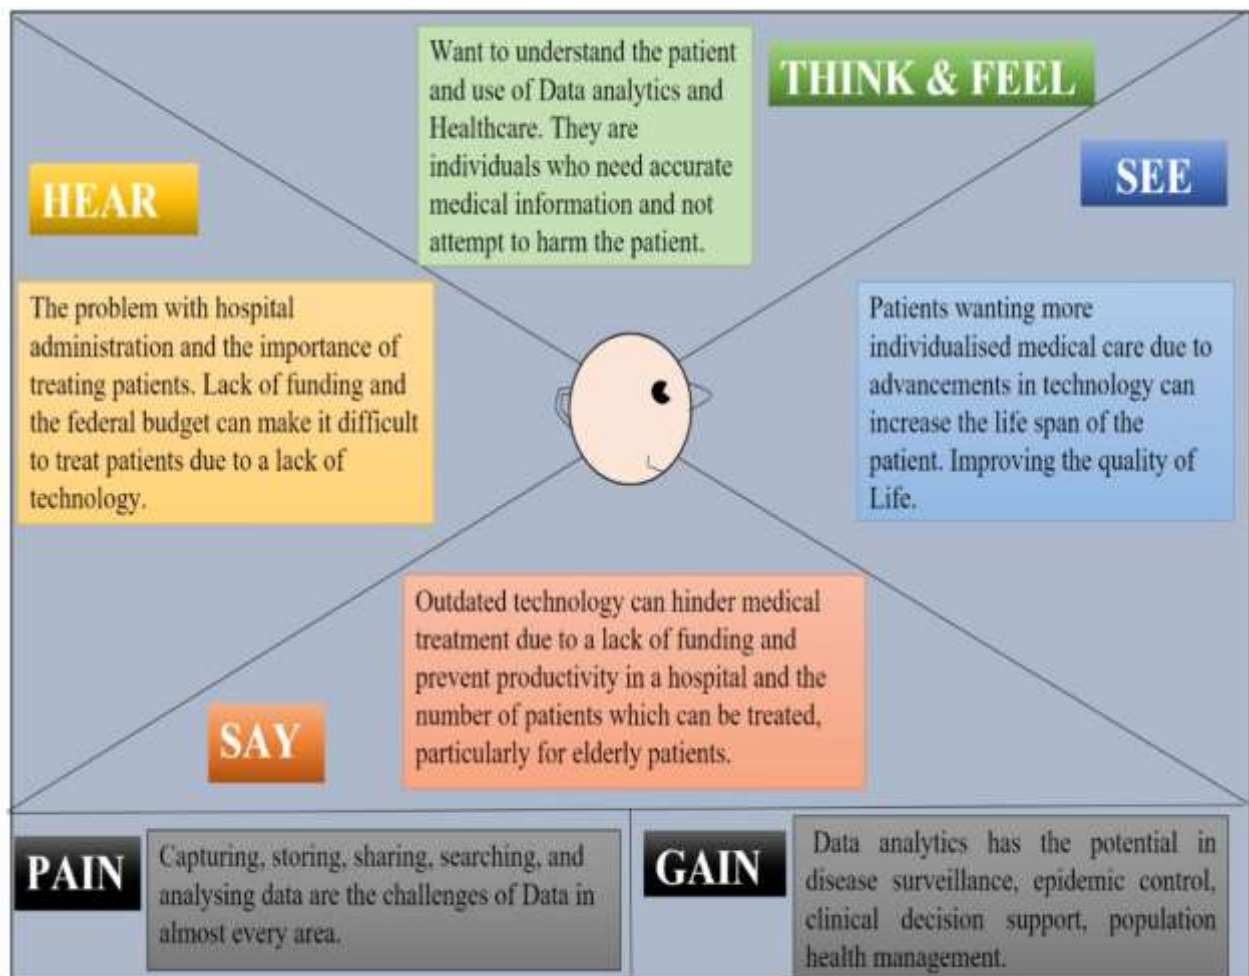 THINK & FEEL
Want to understand the patient
and use of Data analytics and
Healthcare. They are
individuals who need accurate
medical information and not
attempt to harm the patient.
HEAR
The problem with hospital
administration and the importance of
treating patients. Lack of funding and
the federal budget can make it difficult
to treat patients due to a lack of
technology.
SEE
Patients wanting more
individualised medical care due to
advancements in technology can
increase the life span of the
patient. Improving the quality of
Life.
SAY
Outdated technology can hinder medical
treatment due to a lack of funding and
prevent productivity in a hospital and the
number of patients which can be treated,
particularly for elderly patients.
PAIN
Capturing, storing, sharing, searching, and
analysing data are the challenges of Data in
almost every area.
GAIN
Data analytics has the potential in
disease surveillance, epidemic control,
clinical decision support, population
health management.